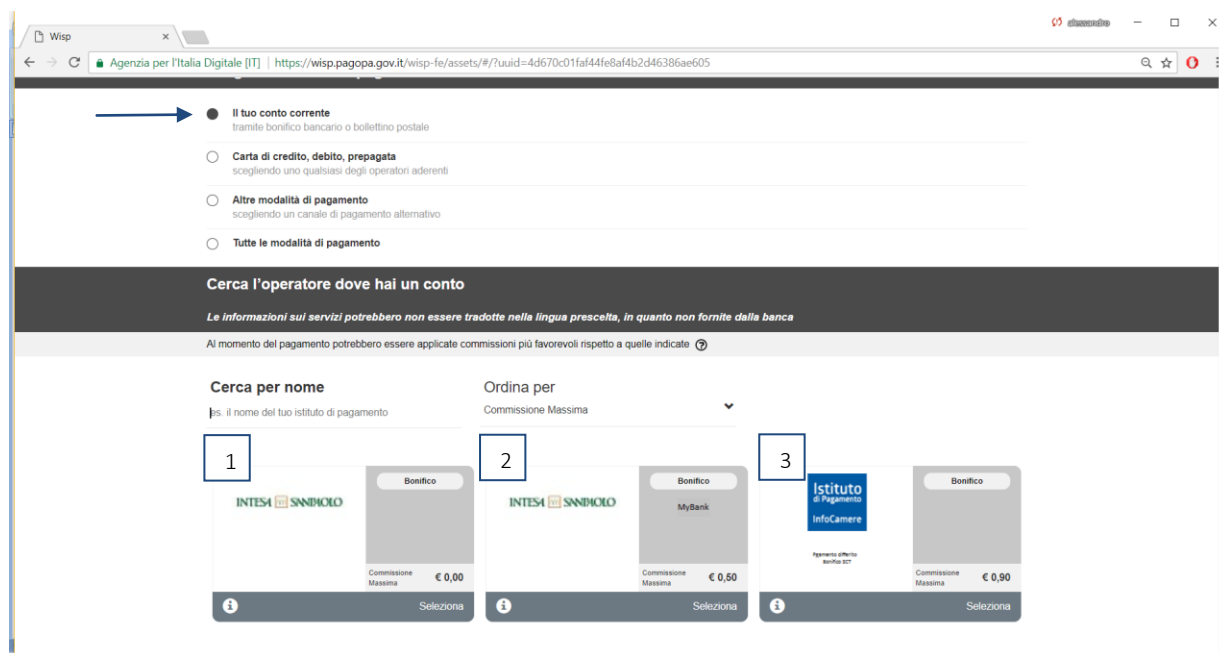 alessandro
Wisp
Agenzia per l'Italia Digitale [IT] | https://wisp.pagopa.gov.it/wisp-fe/assets/#/?uuid=4d670c01faf44fe8af4b2d46386ae605
Il tuo conto corrente
tramite bonifico bancario o bollettino postale
Carta di credito, debito, prepagata
scegliendo uno qualsiasi degli operatori aderenti
Altre modalità di pagamento
scegliendo un canale di pagamento alternativo
Tutte le modalità di pagamento
Cerca l'operatore dove hai un conto
Le informazioni sui servizi potrebbero non essere tradotte nella lingua prescelta, in quanto non fornite dalla banca
Al momento del pagamento potrebbero essere applicate commissioni più favorevoli rispetto a quelle indicate ?
Cerca per nome
es. il nome del tuo istituto di pagamento
Ordina per
Commissione Massima
1
INTESA SANPAOLO
Bonifico
Commissione
Massima
€ 0,00
i
Seleziona
2
INTESA SANPAOLO
Bonifico
MyBank
Commissione
Massima
€ 0,50
i
Seleziona
3
Istituto
di Pagamento
InfoCamere
Pagamento differito
Bonifico SCT
Bonifico
Commissione
Massima
€ 0,90
i
Seleziona